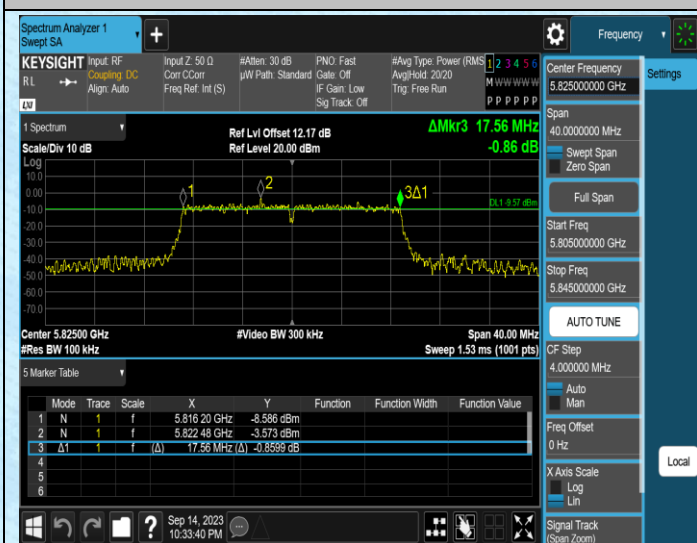 Spectrum Analyzer 1
Swept SA
+
Frequency
KEYSIGHT
RL
LXI
Input: RF
Coupling: DC
Align: Auto
Input Z: 50 Ω
Corr CCorr
Freq Ref: Int (S)
#Atten: 30 dB
µW Path: Standard
PNO: Fast
Gate: Off
IF Gain: Low
Sig Track: Off
#Avg Type: Power (RMS
Avg|Hold: 20/20
Trig: Free Run
1 2 3 4 5 6
M W W W W W
P P P P P P
Center Frequency
5.825000000 GHz
Settings
Span
40.0000000 MHz
Swept Span
Zero Span
Full Span
Start Freq
5.805000000 GHz
Stop Freq
5.845000000 GHz
AUTO TUNE
CF Step
4.000000 MHz
Auto
Man
Freq Offset
0 Hz
X Axis Scale
Log
Lin
Signal Track
(Span Zoom)
Local
1 Spectrum
Scale/Div 10 dB
Ref Lvl Offset 12.17 dB
Ref Level 20.00 dBm
ΔMkr3 17.56 MHz
-0.86 dB
Log
10.0
0.00
-10.0
-20.0
-30.0
-40.0
-50.0
-60.0
-70.0
1
2
3Δ1
DL1 -9.57 dBm
Center 5.82500 GHz
#Res BW 100 kHz
#Video BW 300 kHz
Span 40.00 MHz
Sweep 1.53 ms (1001 pts)
5 Marker Table
Mode Trace Scale X Y Function Function Width Function Value
1 N 1 f 5.816 20 GHz -8.586 dBm
2 N 1 f 5.822 48 GHz -3.573 dBm
3 Δ1 1 f (Δ) 17.56 MHz (Δ) -0.8599 dB
4
5
6
?
Sep 14, 2023
10:33:40 PM